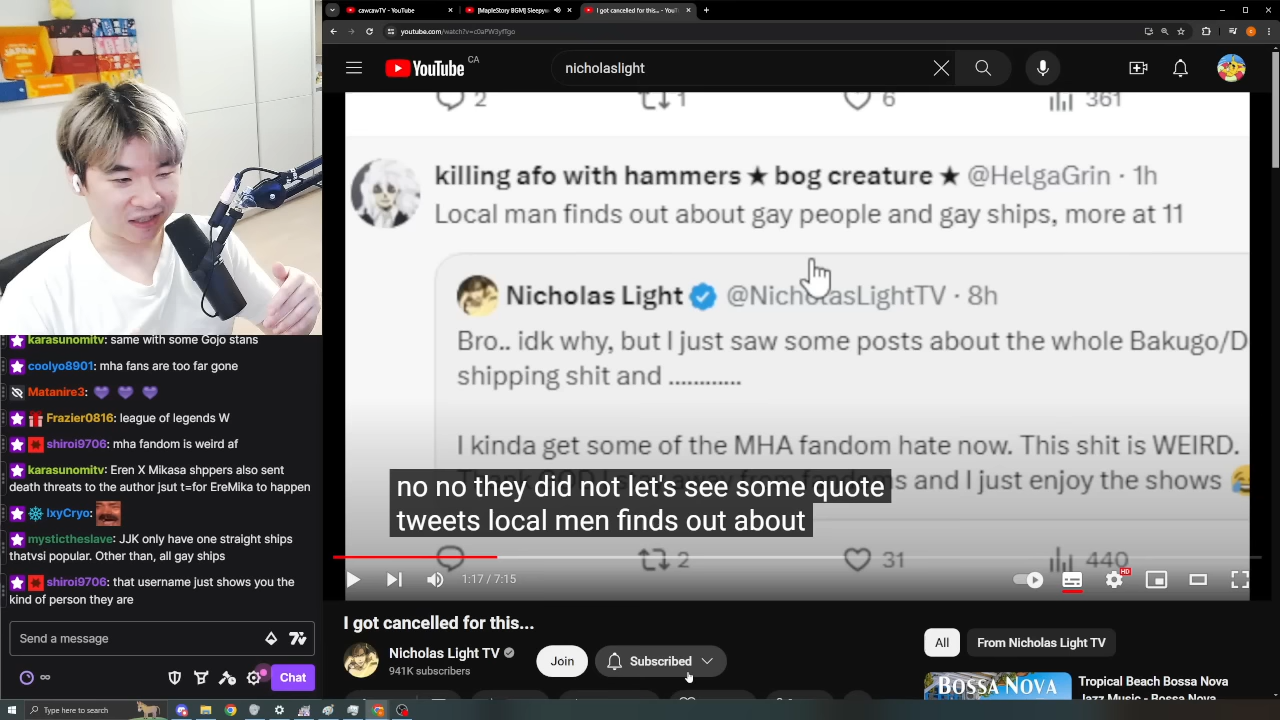 cawcawTV - YouTube
[MapleStory BGM] Sleepyw
I got cancelled for this... - YouT
youtube.com/watch?v=c0aPW3yfTgo
YouTube CA
nicholaslight
2 1 6 361
killing afo with hammers ★ bog creature ★ @HelgaGrin · 1h
Local man finds out about gay people and gay ships, more at 11
Nicholas Light @NicholasLightTV · 8h
Bro.. idk why, but I just saw some posts about the whole Bakugo/D
shipping shit and ............
I kinda get some of the MHA fandom hate now. This shit is WEIRD.
ns and I just enjoy the shows
no no they did not let's see some quote
tweets local men finds out about
2 31 440
1:17 / 7:15
HD
I got cancelled for this...
Nicholas Light TV
941K subscribers
Join
Subscribed
All
From Nicholas Light TV
BOSSA NOVA
Tropical Beach Bossa Nova
Jazz Music - Bossa Nova
karasunomitv: same with some Gojo stans
coolyo8901: mha fans are too far gone
Matanire3:
Frazier0816: league of legends W
shiroi9706: mha fandom is weird af
karasunomitv: Eren X Mikasa shppers also sent
death threats to the author jsut t=for EreMika to happen
IxyCryo:
mystictheslave: JJK only have one straight ships
thatvsi popular. Other than, all gay ships
shiroi9706: that username just shows you the
kind of person they are
Send a message
Chat
Type here to search